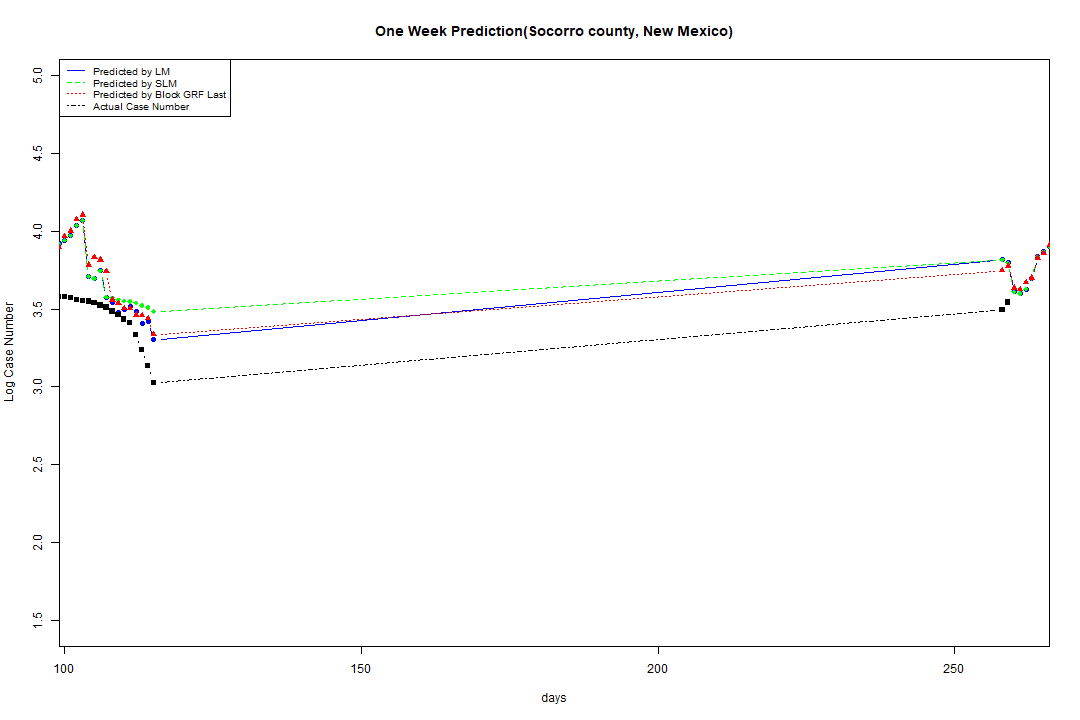 One Week Prediction(Socorro county, New Mexico)
Predicted by LM
Predicted by SLM
Predicted by Block GRF Last
Actual Case Number
5.0
4.5
4.0
3.5
3.0
2.5
2.0
1.5
Log Case Number
100
150
200
250
days